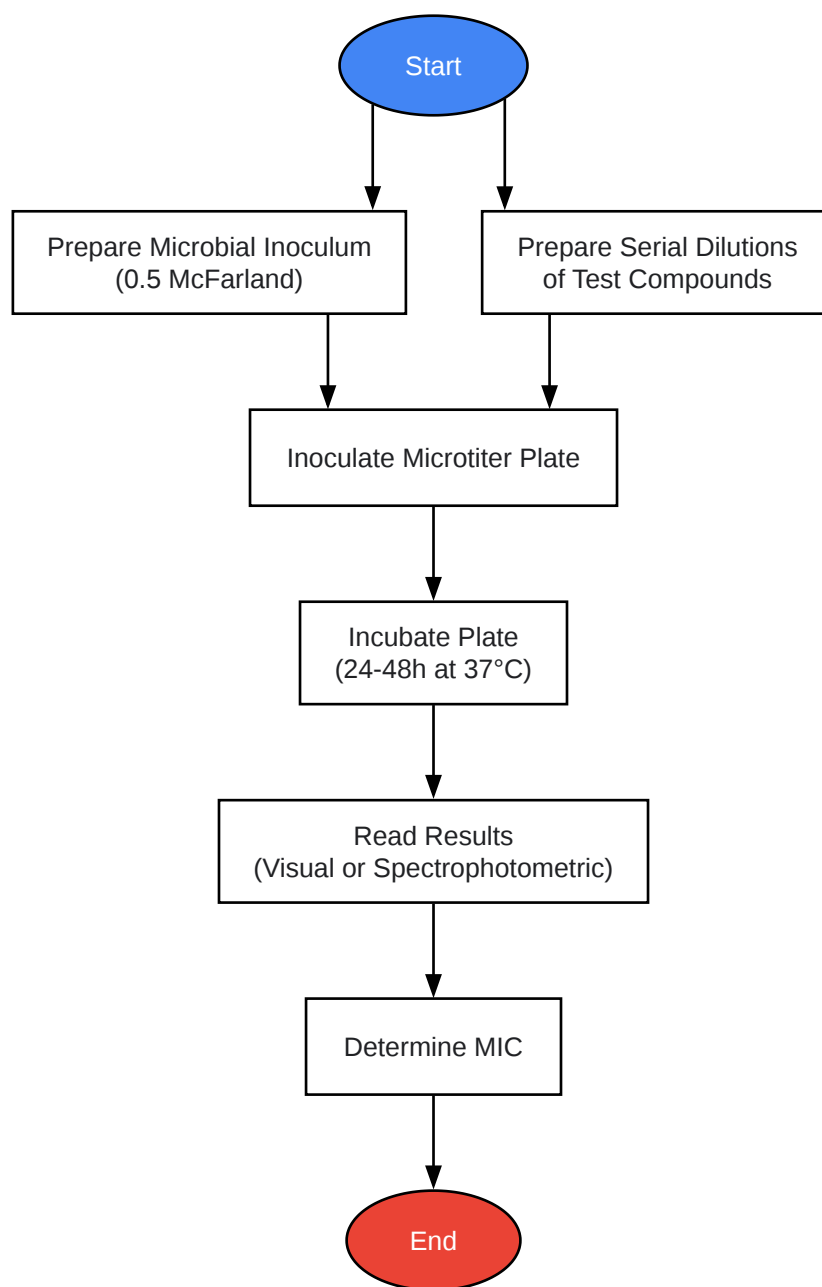 Start
Prepare Microbial Inoculum
(0.5 McFarland)
Prepare Serial Dilutions
of Test Compounds
Inoculate Microtiter Plate
Incubate Plate
(24-48h at 37°C)
Read Results
(Visual or Spectrophotometric)
Determine MIC
End